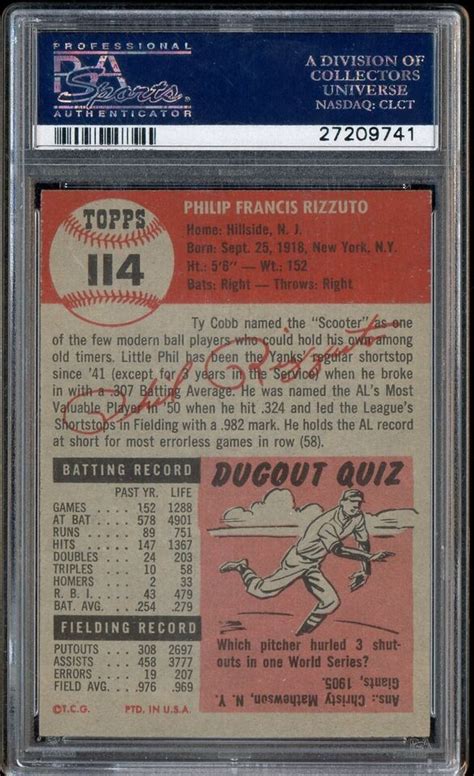 PROFESSIONAL
PSA
Sports
AUTHENTICATOR
A DIVISION OF
COLLECTORS
UNIVERSE
NASDAQ: CLCT
27209741
TOPPS
114
PHILIP FRANCIS RIZZUTO
Home: Hillside, N. J.
Born: Sept. 25, 1918, New York, N.Y.
Ht.: 5'6" — Wt.: 152
Bats: Right — Throws: Right
Ty Cobb named the "Scooter" as one
of the few modern ball players who could hold his own among
old timers. Little Phil has been the Yanks' regular shortstop
since '41 (except for 3 years in the Service) when he broke
in with a .307 Batting Average. He was named the AL's Most
Valuable Player in '50 when he hit .324 and led the League's
Shortstops in Fielding with a .982 mark. He holds the AL record
at short for most errorless games in row (58).
Phil Rizzuto
BATTING RECORD
PAST YR. LIFE
GAMES 152 1288
AT BAT 578 4901
RUNS 89 751
HITS 147 1367
DOUBLES 24 203
TRIPLES 10 58
HOMERS 2 33
R. B. I. 43 479
BAT. AVG. .254 .279
FIELDING RECORD
PUTOUTS 308 2697
ASSISTS 458 3777
ERRORS 19 207
FIELD AVG. .976 .969
©T.C.G. PTD. IN U.S.A.
DUGOUT QUIZ
Which pitcher hurled 3 shut-
outs in one World Series?
Ans.: Christy Mathewson, N. Y.
Giants, 1905.